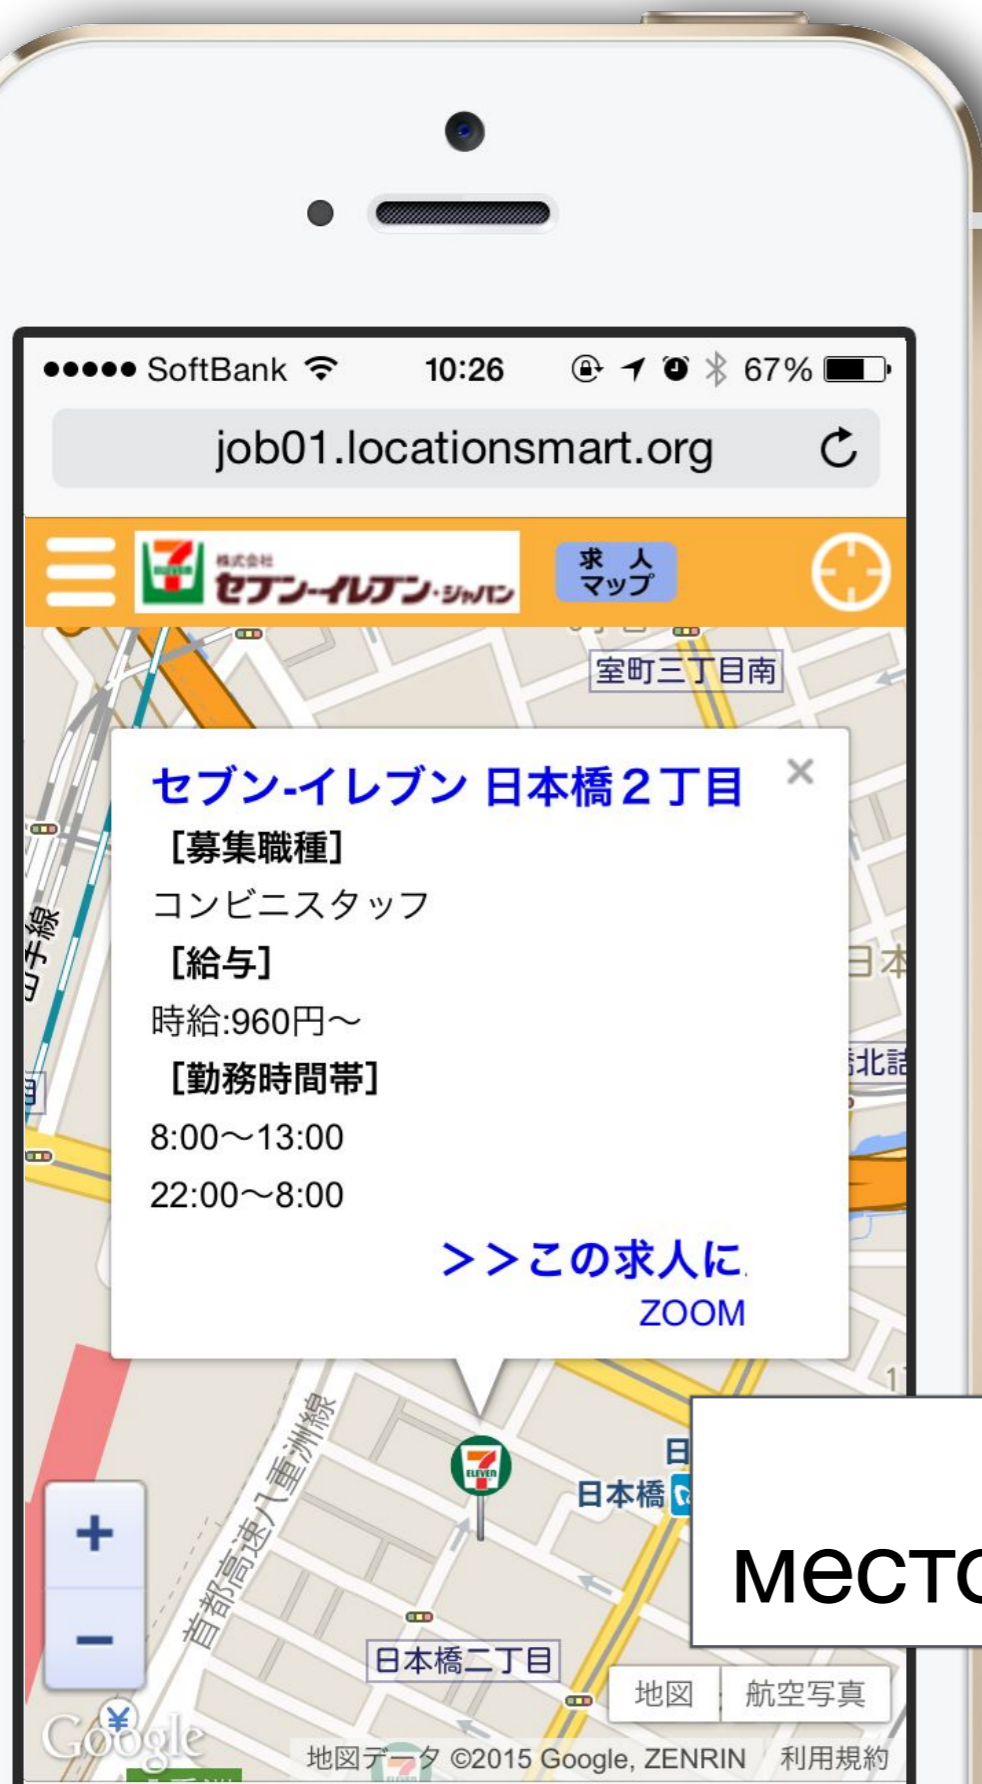 SoftBank 10:26 67%
job01.locationsmart.org
株式会社
セブン-イレブン・ジャパン
求 人
マップ
室町三丁目南
セブン-イレブン 日本橋２丁目 ×
［募集職種］
コンビニスタッフ
［給与］
時給:960円〜
［勤務時間帯］
8:00〜13:00
22:00〜8:00
>>この求人に
ZOOM
山手線
日本
北詰
首都高速八重洲線
ELEVEN
日本橋
место
日本橋二丁目
地図 航空写真
Google
地図データ ©2015 Google, ZENRIN 利用規約